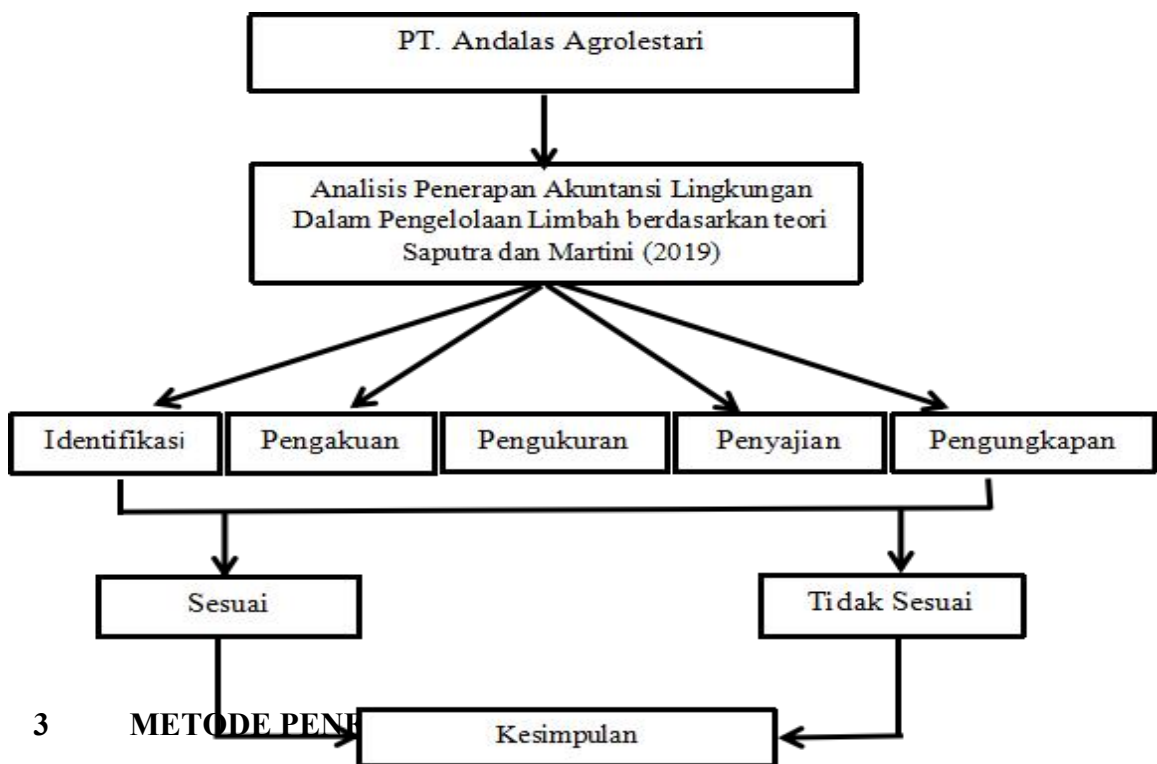 PT. Andalas Agrolestari
Analisis Penerapan Akuntansi Lingkungan
Dalam Pengelolaan Limbah berdasarkan teori
Saputra dan Martini (2019)
Identifikasi
Pengakuan
Pengukuran
Penyajian
Pengungkapan
Sesuai
Tidak Sesuai
3 METODE
Kesimpulan